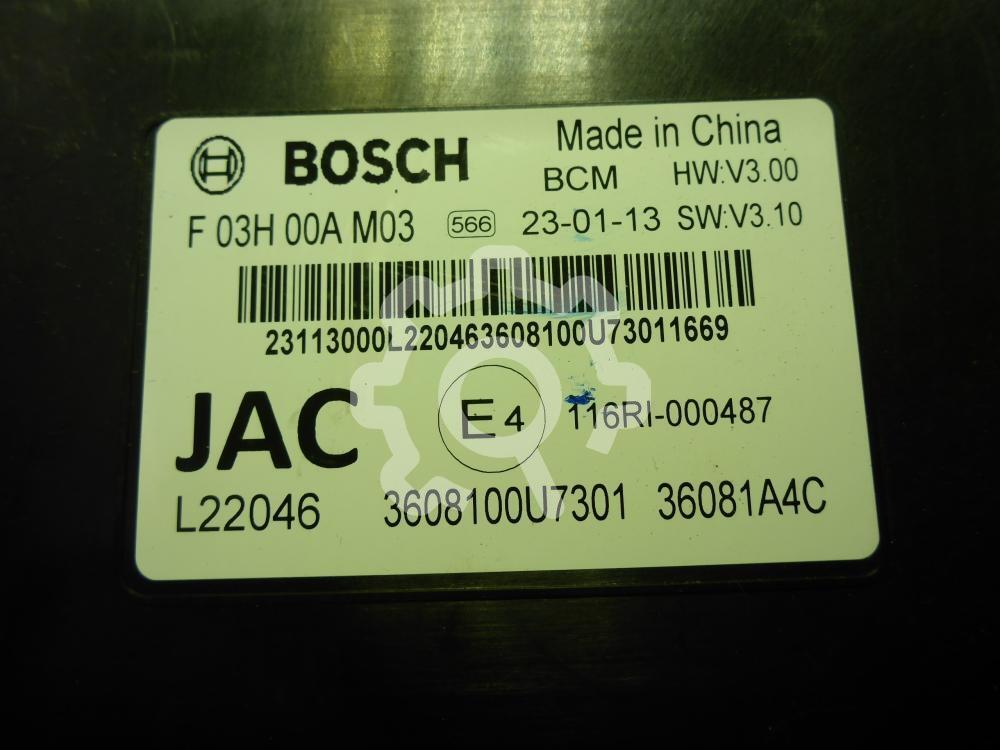 BOSCH
Made in China
BCM HW:V3.00
F 03H 00A M03 566 23-01-13 SW:V3.10
23113000L220463608100U73011669
JAC E4 116RI-000487
L22046 3608100U7301 36081A4C